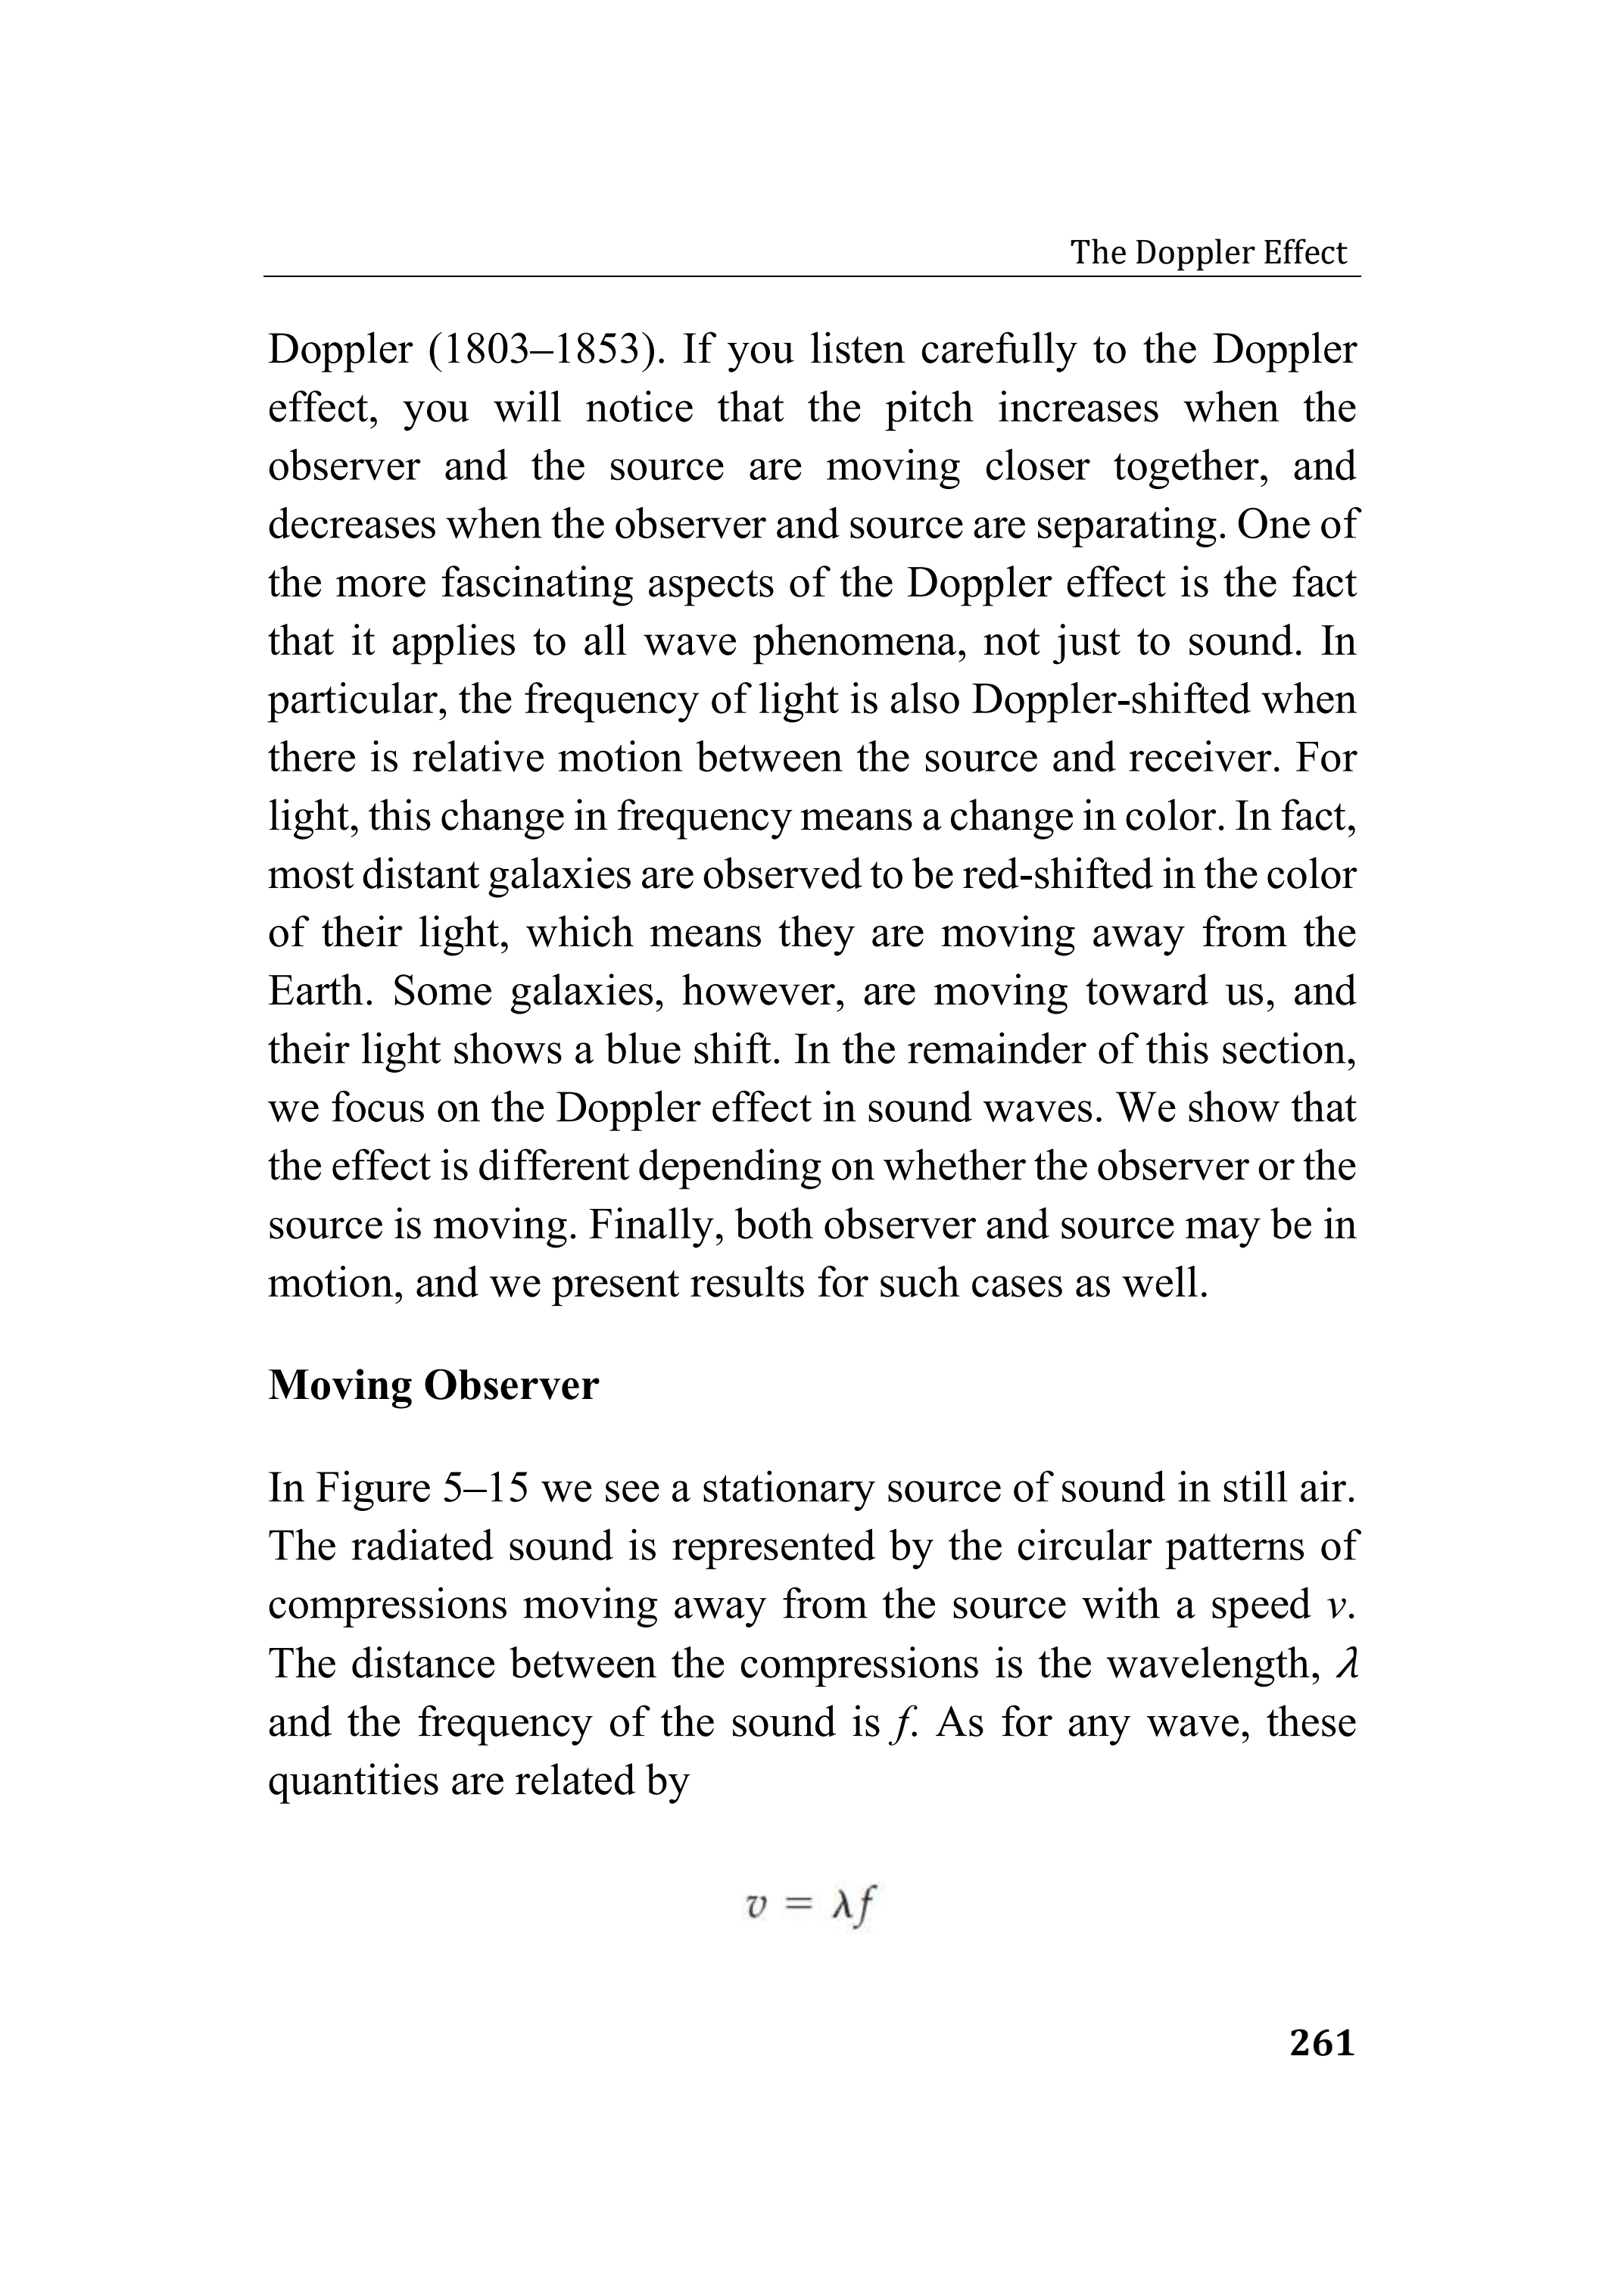 The Doppler Effect
Doppler (1803–1853). If you listen carefully to the Doppler
effect, you will notice that the pitch increases when the
observer and the source are moving closer together, and
decreases when the observer and source are separating. One of
the more fascinating aspects of the Doppler effect is the fact
that it applies to all wave phenomena, not just to sound. In
particular, the frequency of light is also Doppler-shifted when
there is relative motion between the source and receiver. For
light, this change in frequency means a change in color. In fact,
most distant galaxies are observed to be red-shifted in the color
of their light, which means they are moving away from the
Earth. Some galaxies, however, are moving toward us, and
their light shows a blue shift. In the remainder of this section,
we focus on the Doppler effect in sound waves. We show that
the effect is different depending on whether the observer or the
source is moving. Finally, both observer and source may be in
motion, and we present results for such cases as well.
Moving Observer
In Figure 5–15 we see a stationary source of sound in still air.
The radiated sound is represented by the circular patterns of
compressions moving away from the source with a speed v.
The distance between the compressions is the wavelength, λ
and the frequency of the sound is f. As for any wave, these
quantities are related by
v = λf
261